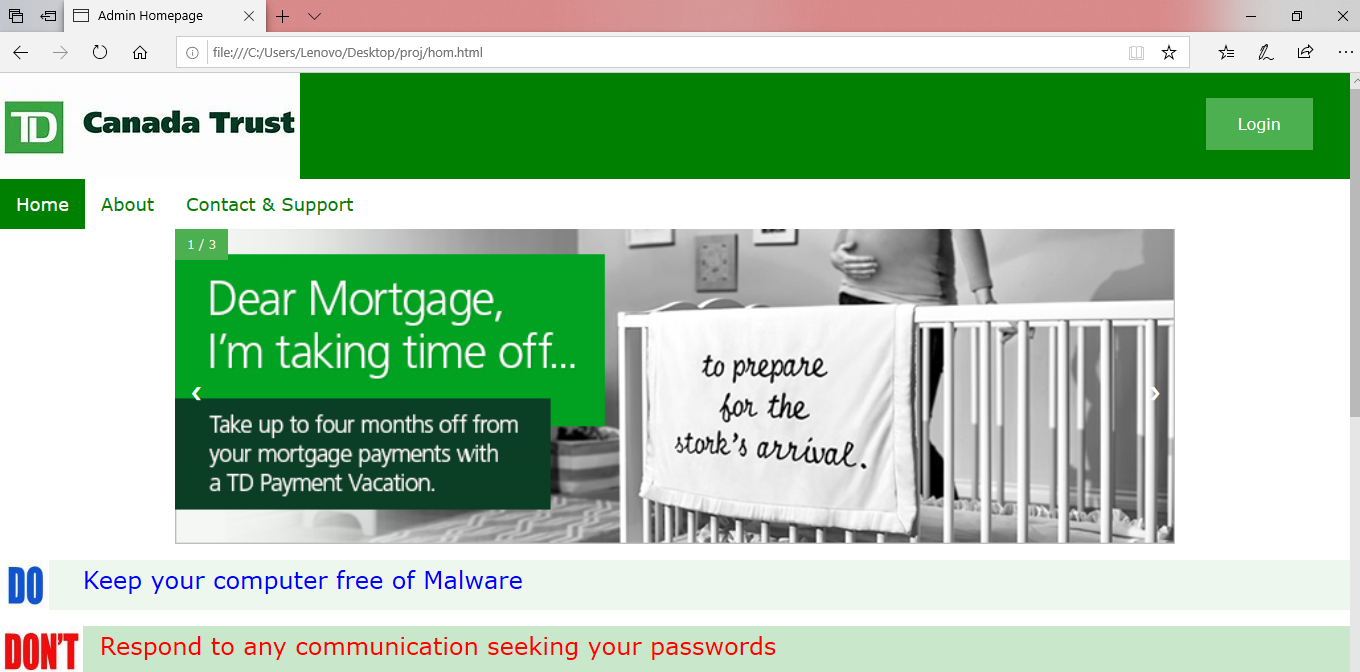 Admin Homepage
file:///C:/Users/Lenovo/Desktop/proj/hom.html
TD Canada Trust
Login
Home About Contact & Support
1 / 3
Dear Mortgage,
I'm taking time off...
Take up to four months off from
your mortgage payments with
a TD Payment Vacation.
to prepare
for the
stork's arrival.
DO Keep your computer free of Malware
DON'T Respond to any communication seeking your passwords